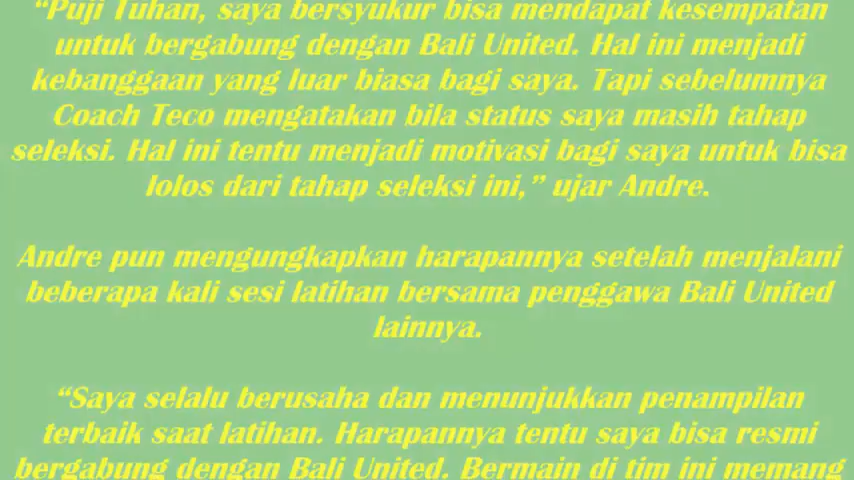 “Puji Tuhan, saya bersyukur bisa mendapat kesempatan
untuk bergabung dengan Bali United. Hal ini menjadi
kebanggaan yang luar biasa bagi saya. Tapi sebelumnya
Coach Teco mengatakan bila status saya masih tahap
seleksi. Hal ini tentu menjadi motivasi bagi saya untuk bisa
lolos dari tahap seleksi ini,” ujar Andre.
Andre pun mengungkapkan harapannya setelah menjalani
beberapa kali sesi latihan bersama penggawa Bali United
lainnya.
“Saya selalu berusaha dan menunjukkan penampilan
terbaik saat latihan. Harapannya tentu saya bisa resmi
bergabung dengan Bali United. Bermain di tim ini memang